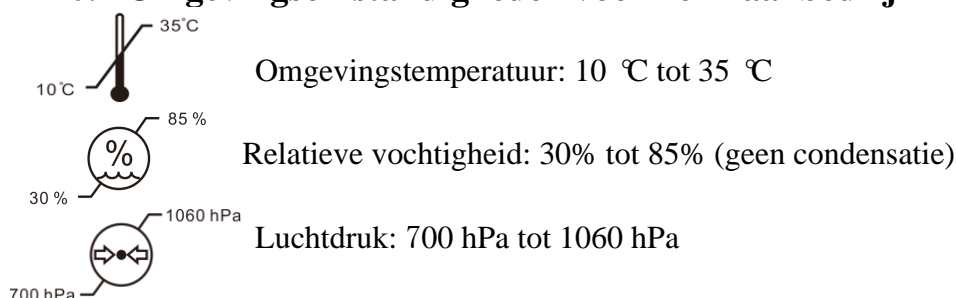 35°C
Omgevingstemperatuur: 10 ℃ tot 35 ℃
10℃
85 %
%
Relatieve vochtigheid: 30% tot 85% (geen condensatie)
30 %
1060 hPa
Luchtdruk: 700 hPa tot 1060 hPa
700 hPa